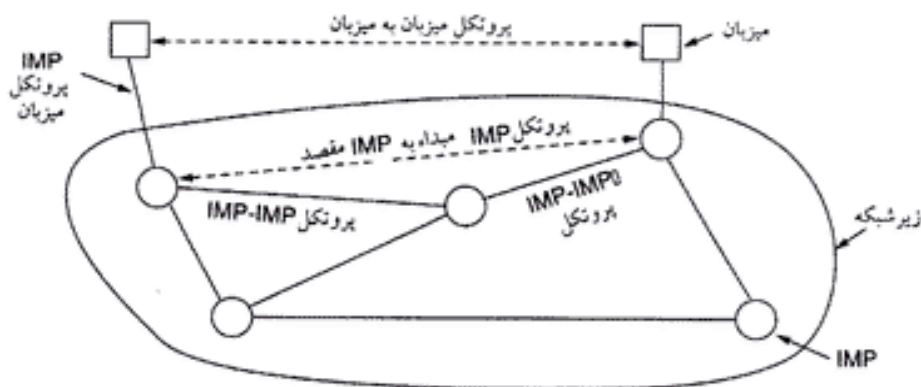 پروتکل میزبان به میزبان
میزبان
IMP
پروتکل
میزبان
پروتکل IMP مبداء به IMP مقصد
پروتکل IMP-IMP
IMP-IMP
پروتکل
زیرشبکه
IMP